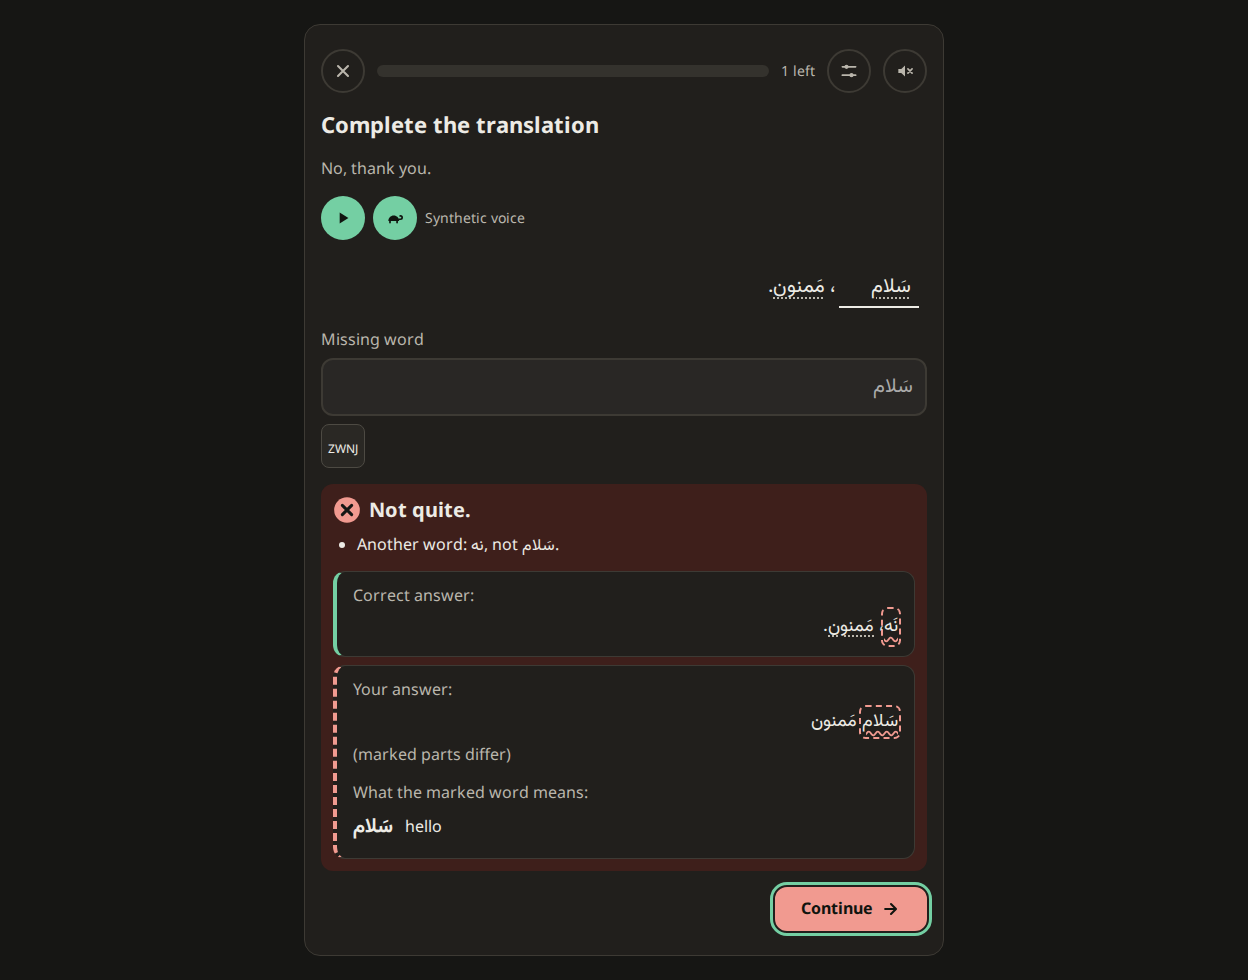 1 left
Complete the translation
No, thank you.
Synthetic voice
سَلام ، مَمنون.
Missing word
سَلام
ZWNJ
Not quite.
Another word: نه, not سَلام.
Correct answer:
نَه، مَمنون.
Your answer:
سَلام مَمنون
(marked parts differ)
What the marked word means:
سَلام hello
Continue